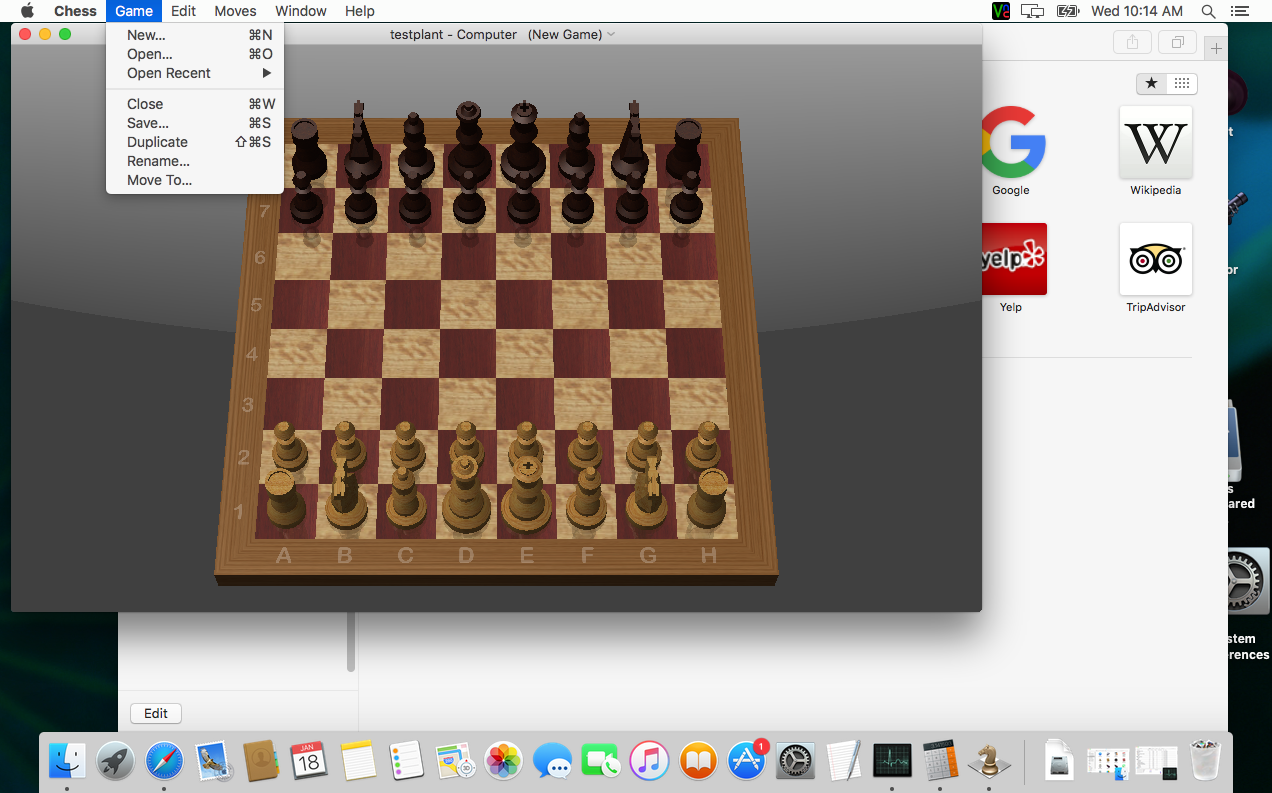 Chess Game Edit Moves Window Help Wed 10:14 AM
testplant - Computer (New Game)
New... ⌘N
Open... ⌘O
Open Recent
Close ⌘W
Save... ⌘S
Duplicate ⇧⌘S
Rename...
Move To...
Google
W
Wikipedia
yelp
Yelp
TripAdvisor
7
6
5
4
3
2
1
A B C D E F G H
ared
stem
rences
Edit
JAN
18
1